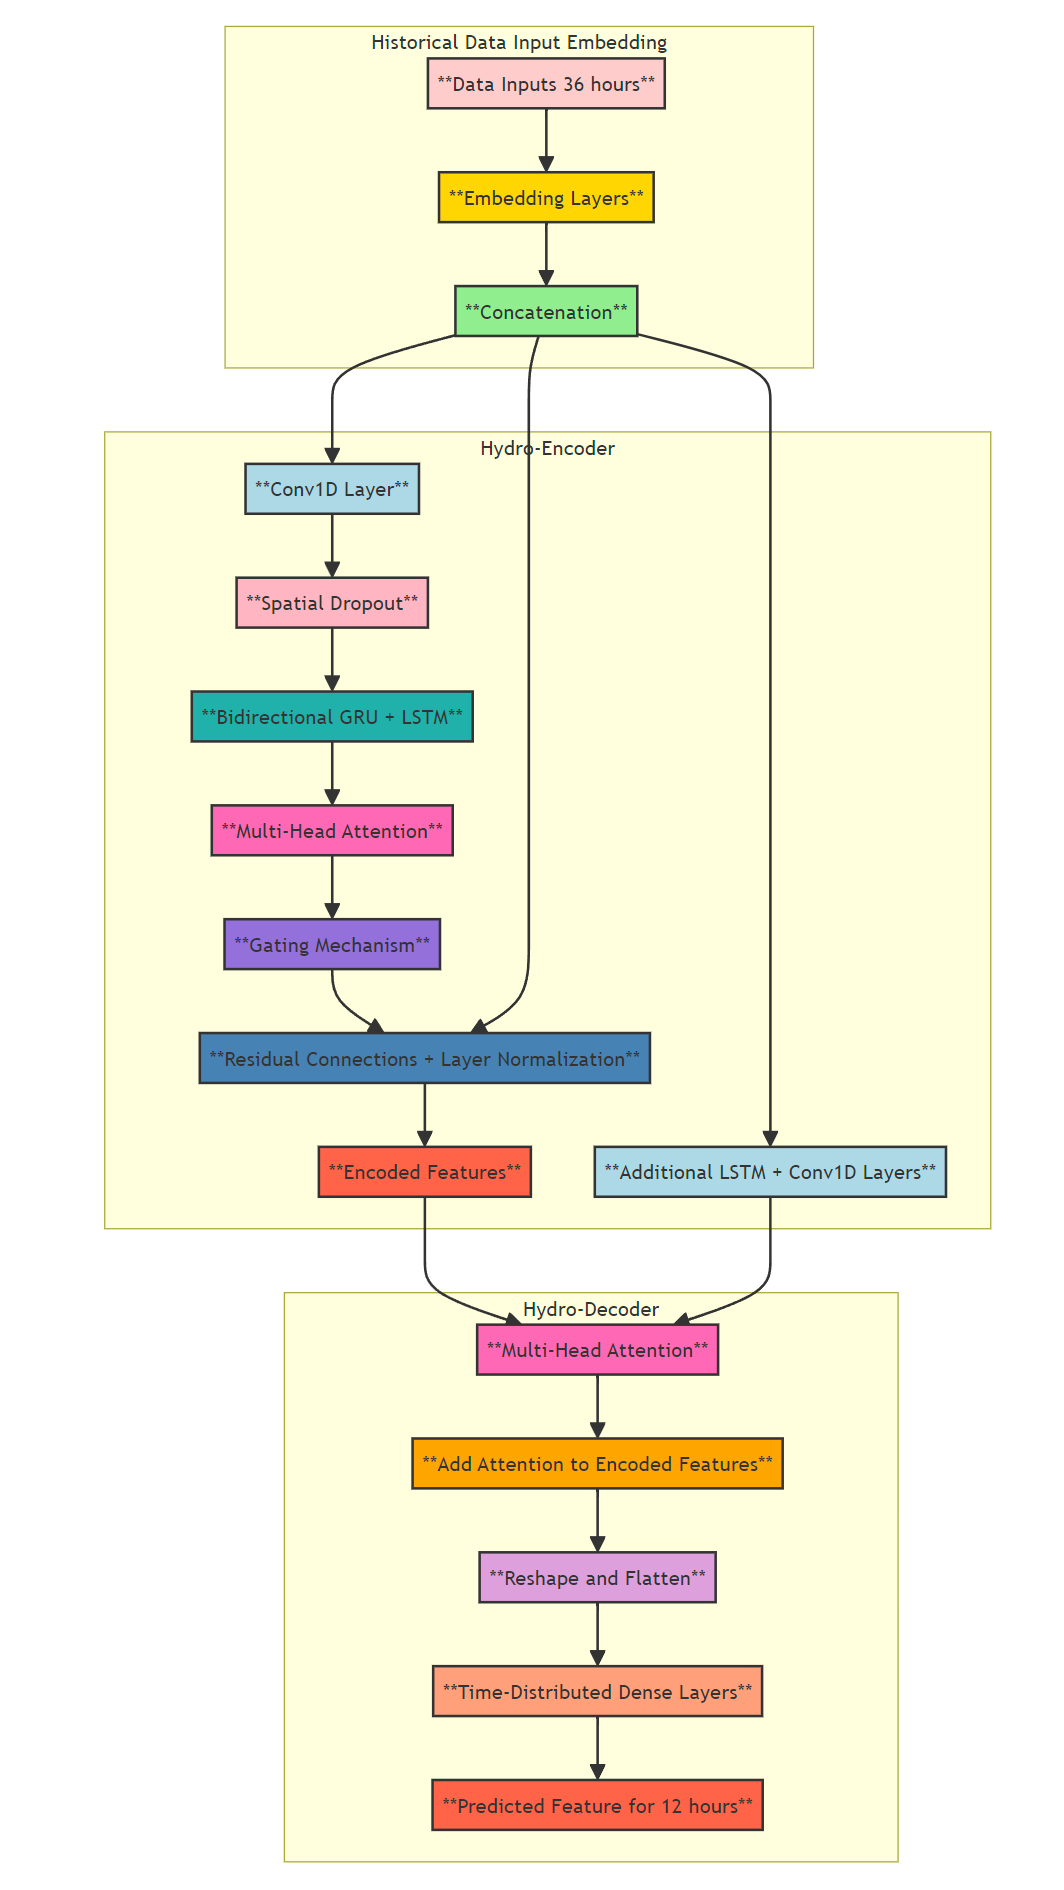 Historical Data Input Embedding
**Data Inputs 36 hours**
**Embedding Layers**
**Concatenation**
Hydro-Encoder
**Conv1D Layer**
**Spatial Dropout**
**Bidirectional GRU + LSTM**
**Multi-Head Attention**
**Gating Mechanism**
**Residual Connections + Layer Normalization**
**Encoded Features**
**Additional LSTM + Conv1D Layers**
Hydro-Decoder
**Multi-Head Attention**
**Add Attention to Encoded Features**
**Reshape and Flatten**
**Time-Distributed Dense Layers**
**Predicted Feature for 12 hours**